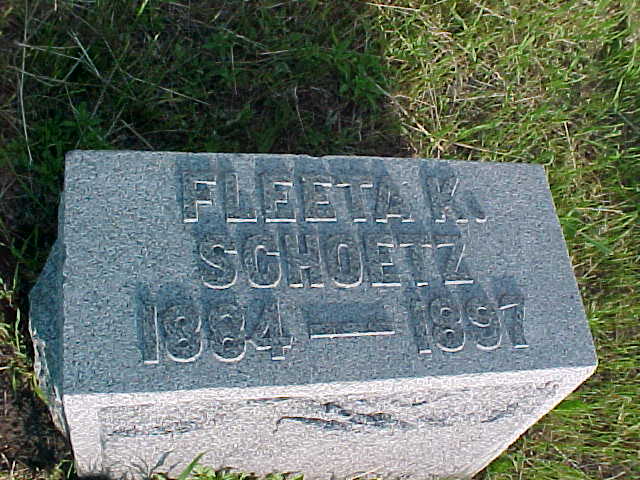 FLEETA K.
SCHOETZ
1884 — 1897